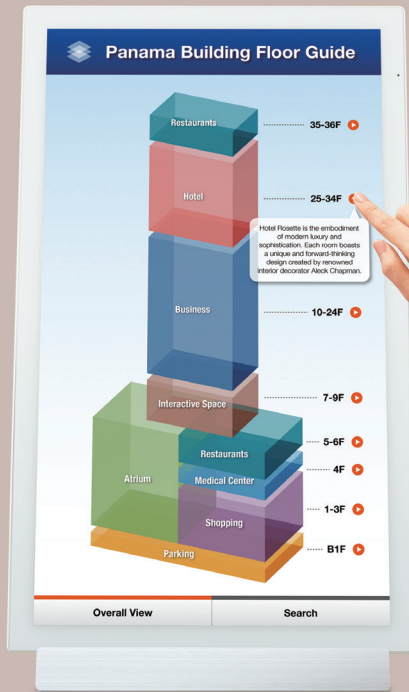 Panama Building Floor Guide
Restaurants 35-36F
Hotel 25-34F
Hotel Rosette is the embodiment
of modern luxury and
sophistication. Each room boasts
a unique and forward-thinking
design created by renowned
interior decorator Aleck Chapman.
Business 10-24F
Interactive Space 7-9F
Restaurants 5-6F
Medical Center 4F
Atrium
Shopping 1-3F
Parking B1F
Overall View Search